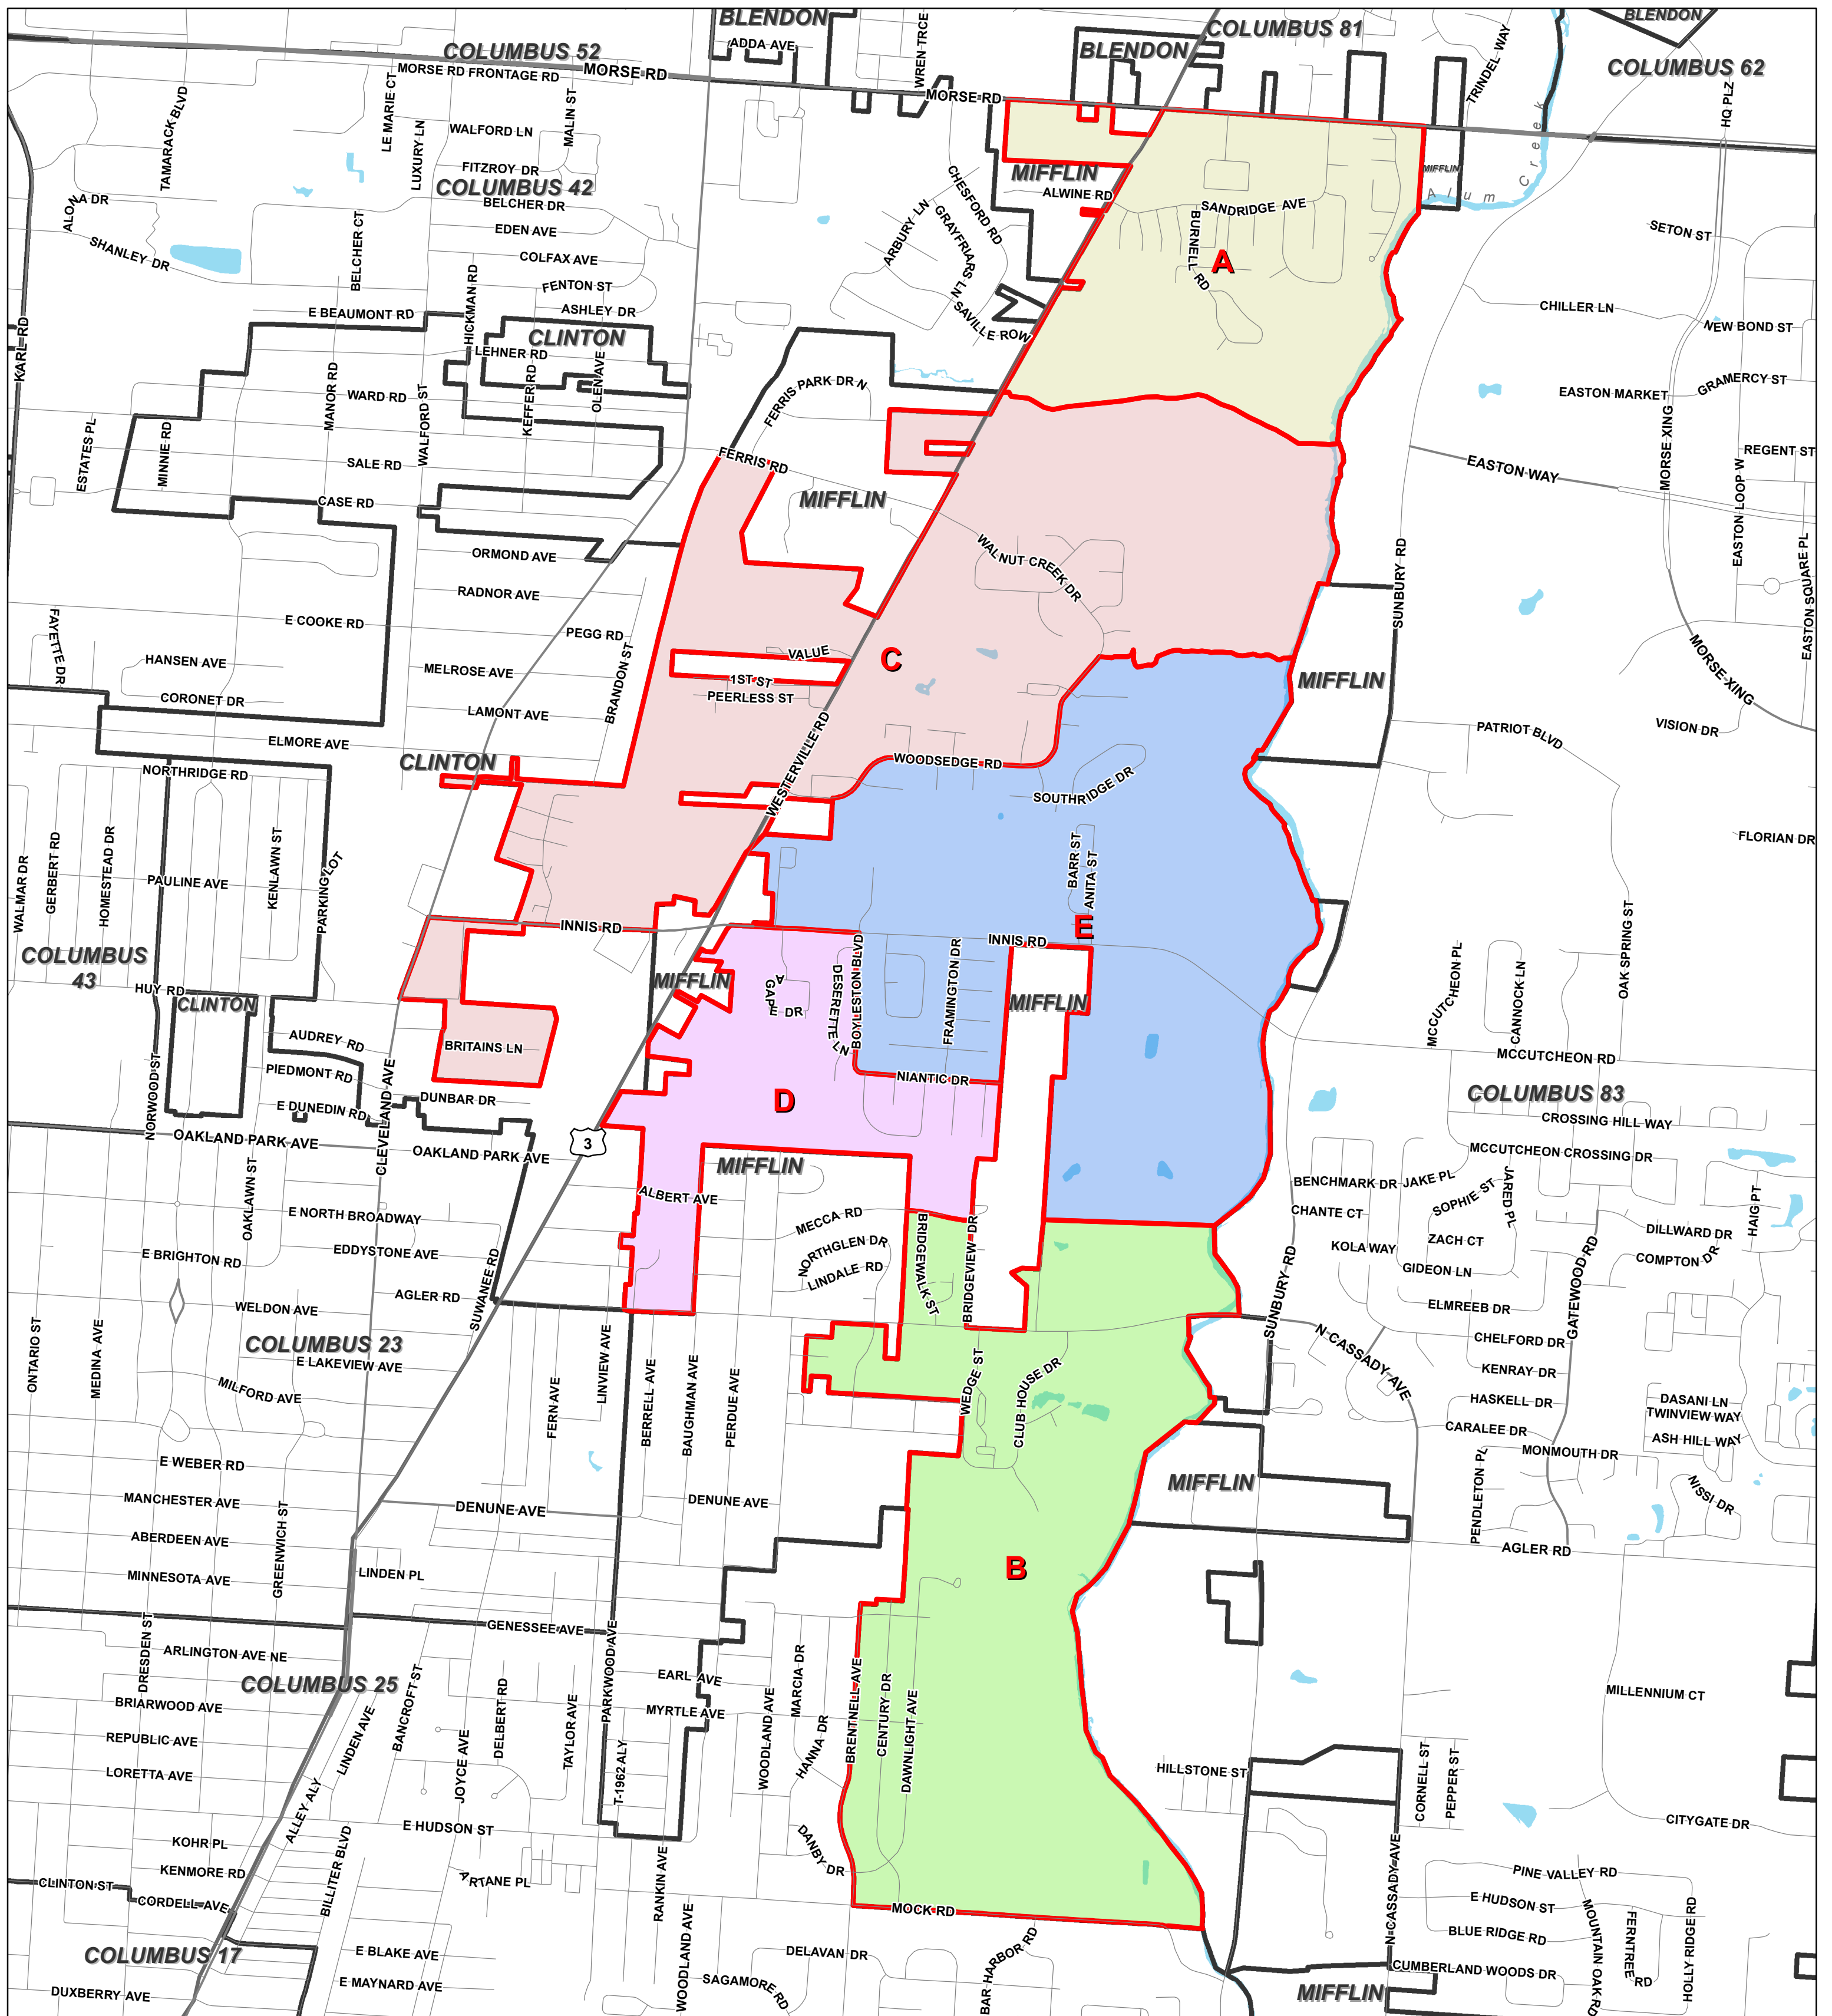 BLENDON
COLUMBUS 81
BLENDON
COLUMBUS 52
ADDA AVE
WREN TRCE
BLENDON
TRINDEL WAY
COLUMBUS 62
MORSE RD FRONTAGE RD
MORSE RD
MORSE RD
HQ PLZ
TAMARACK BLVD
LE MARIE CT
LUXURY LN
WALFORD LN
MALIN ST
FITZROY DR
COLUMBUS 42
BELCHER DR
CHESFORD RD
MIFFLIN
ALWINE RD
MIFFLIN
Alum Creek
SANDRIDGE AVE
ALONA DR
BELCHER CT
EDEN AVE
ARBURY LN
GRAYFRIARS LN
BURNELL RD
A
SETON ST
SHANLEY DR
COLFAX AVE
HICKMAN RD
FENTON ST
E BEAUMONT RD
ASHLEY DR
SAVILLE ROW
CHILLER LN
NEW BOND ST
KARL RD
CLINTON
LEHNER RD
MANOR RD
WARD RD
WALFORD ST
KEFFER RD
OLEN AVE
FERRIS PARK DR N
EASTON MARKET
GRAMERCY ST
ESTATES PL
MINNIE RD
SALE RD
FERRIS RD
MORSE XING
REGENT ST
EASTON WAY
EASTON LOOP W
CASE RD
MIFFLIN
ORMOND AVE
WALNUT CREEK DR
SUNBURY RD
EASTON SQUARE PL
RADNOR AVE
FAYETTE DR
E COOKE RD
PEGG RD
HANSEN AVE
MELROSE AVE
BRANDON ST
VALUE
C
1ST ST
PEERLESS ST
MIFFLIN
MORSE XING
CORONET DR
LAMONT AVE
WESTERVILLE RD
PATRIOT BLVD
VISION DR
ELMORE AVE
CLINTON
WOODSEDGE RD
NORTHRIDGE RD
SOUTHRIDGE DR
WALMAR DR
GERBERT RD
HOMESTEAD DR
KENLAWN ST
PARKING LOT
PAULINE AVE
BARR ST
ANITA ST
FLORIAN DR
INNIS RD
E
INNIS RD
COLUMBUS
43
HUY RD
CLINTON
MIFFLIN
AGAPE DR
DESERETTE LN
BOYLESTON BLVD
FRAMINGTON DR
MIFFLIN
MCCUTCHEON PL
CANNOCK LN
OAK SPRING ST
AUDREY RD
BRITAINS LN
NORWOOD ST
PIEDMONT RD
CLEVELAND AVE
NIANTIC DR
MCCUTCHEON RD
DUNBAR DR
E DUNEDIN RD
D
COLUMBUS 83
CROSSING HILL WAY
OAKLAND PARK AVE
OAKLAND PARK AVE
3
MCCUTCHEON CROSSING DR
MIFFLIN
OAKLAWN ST
ALBERT AVE
BENCHMARK DR
JAKE PL
SOPHIE ST
JARED PL
HAIG PT
E NORTH BROADWAY
MECCA RD
BRIDGEWALK ST
BRIDGEVIEW DR
CHANTE CT
DILLWARD DR
E BRIGHTON RD
EDDYSTONE AVE
SUWANEE RD
NORTHGLEN DR
LINDALE RD
SUNBURY RD
KOLA WAY
ZACH CT
GATEWOOD RD
COMPTON DR
GIDEON LN
AGLER RD
WELDON AVE
ELMREEB DR
ONTARIO ST
MEDINA AVE
COLUMBUS 23
E LAKEVIEW AVE
N CASSADY AVE
CHELFORD DR
KENRAY DR
MILFORD AVE
FERN AVE
LINVIEW AVE
BERRELL AVE
BAUGHMAN AVE
PERDUE AVE
WEDGE ST
CLUB HOUSE DR
HASKELL DR
DASANI LN
TWINVIEW WAY
CARALEE DR
ASH HILL WAY
MONMOUTH DR
E WEBER RD
MIFFLIN
PENDLETON PL
NISSI DR
MANCHESTER AVE
DENUNE AVE
DENUNE AVE
GREENWICH ST
ABERDEEN AVE
AGLER RD
MINNESOTA AVE
LINDEN PL
B
DRESDEN ST
GENESSEE AVE
PARKWOOD AVE
ARLINGTON AVE NE
COLUMBUS 25
BANCROFT ST
EARL AVE
MARCIA DR
BRENTNELL AVE
CENTURY DR
DAWNLIGHT AVE
MILLENNIUM CT
BRIARWOOD AVE
LINDEN AVE
DELBERT RD
TAYLOR AVE
MYRTLE AVE
WOODLAND AVE
HANNA DR
REPUBLIC AVE
JOYCE AVE
T-1962 ALY
LORETTA AVE
ALLEY ALY
HILLSTONE ST
CORNELL ST
PEPPER ST
E HUDSON ST
CITYGATE DR
KOHR PL
BILLITER BLVD
DANBY DR
KENMORE RD
ARTANE PL
RANKIN AVE
N CASSADY AVE
PINE VALLEY RD
CLINTON ST
CORDELL AVE
MOCK RD
E HUDSON ST
MOUNTAIN OAK RD
FERNTREE RD
HOLLY RIDGE RD
BLUE RIDGE RD
COLUMBUS 17
E BLAKE AVE
WOODLAND AVE
DELAVAN DR
BAR HARBOR RD
CUMBERLAND WOODS DR
DUXBERRY AVE
E MAYNARD AVE
SAGAMORE RD
MIFFLIN